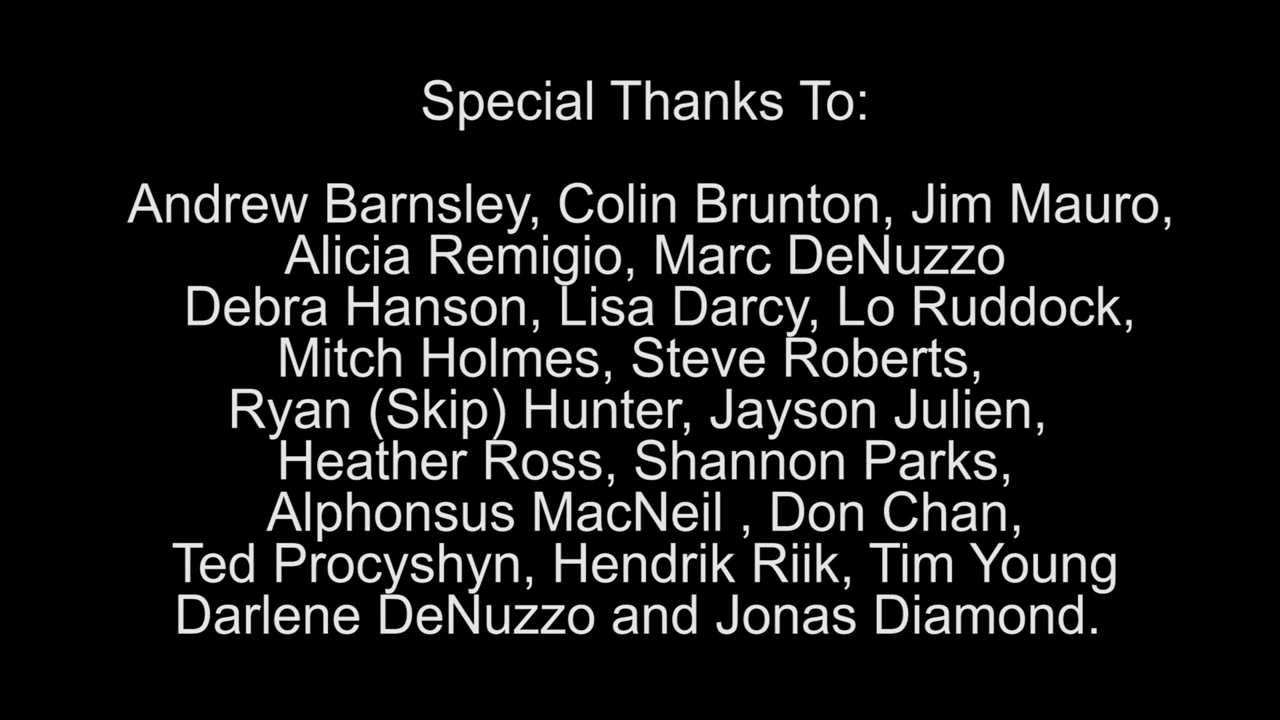 Special Thanks To:
Andrew Barnsley, Colin Brunton, Jim Mauro,
Alicia Remigio, Marc DeNuzzo
Debra Hanson, Lisa Darcy, Lo Ruddock,
Mitch Holmes, Steve Roberts,
Ryan (Skip) Hunter, Jayson Julien,
Heather Ross, Shannon Parks,
Alphonsus MacNeil , Don Chan,
Ted Procyshyn, Hendrik Riik, Tim Young
Darlene DeNuzzo and Jonas Diamond.